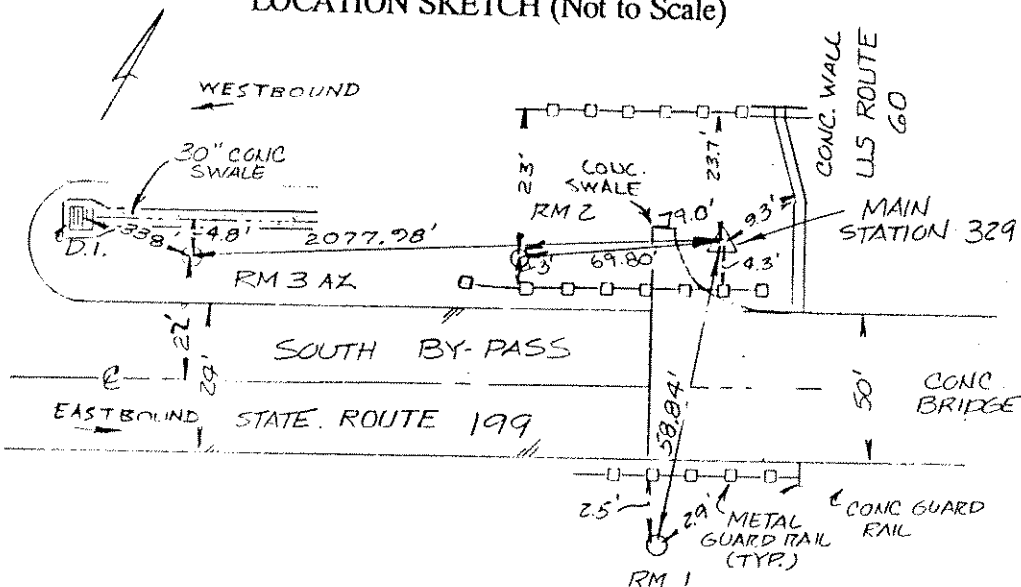 LOCATION SKETCH (Not to Scale)
WESTBOUND
30" CONC
SWALE
CONC. WALL
US ROUTE
60
23'
CONC.
SWALE
23.7'
RM 2
79.0'
9.3'
MAIN
STATION 329
D.I.
33.8'
4.8'
2077.98'
3'
69.80'
4.3'
RM 3 AZ
22'
24'
SOUTH BY-PASS
58.84'
50'
CONC
BRIDGE
EASTBOUND
STATE. ROUTE 199
2.5'
2.9'
METAL
GUARD RAIL
(TYP.)
CONC GUARD
RAIL
RM 1